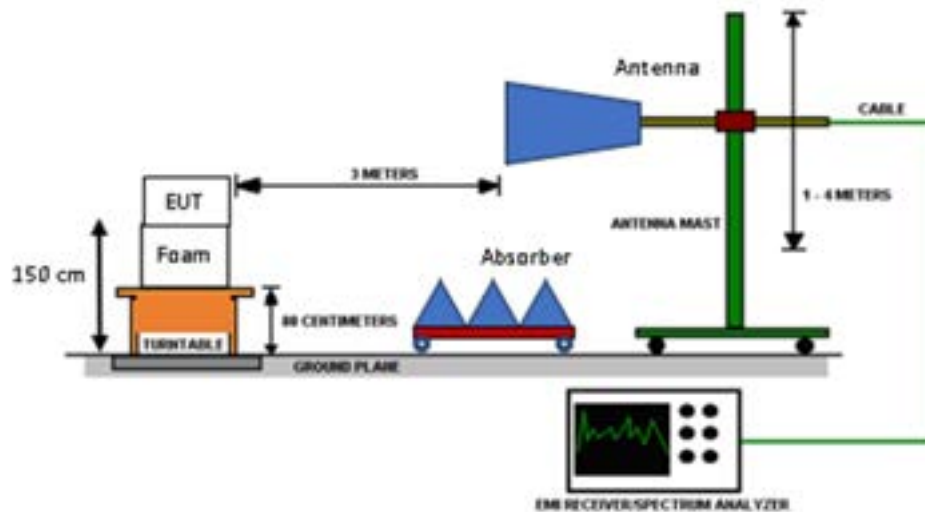 Antenna
CABLE
3 METERS
EUT
1 - 4 METERS
ANTENNA MAST
Foam
Absorber
150 cm
80 CENTIMETERS
TURNTABLE
GROUND PLANE
EMI RECEIVER/SPECTRUM ANALYZER